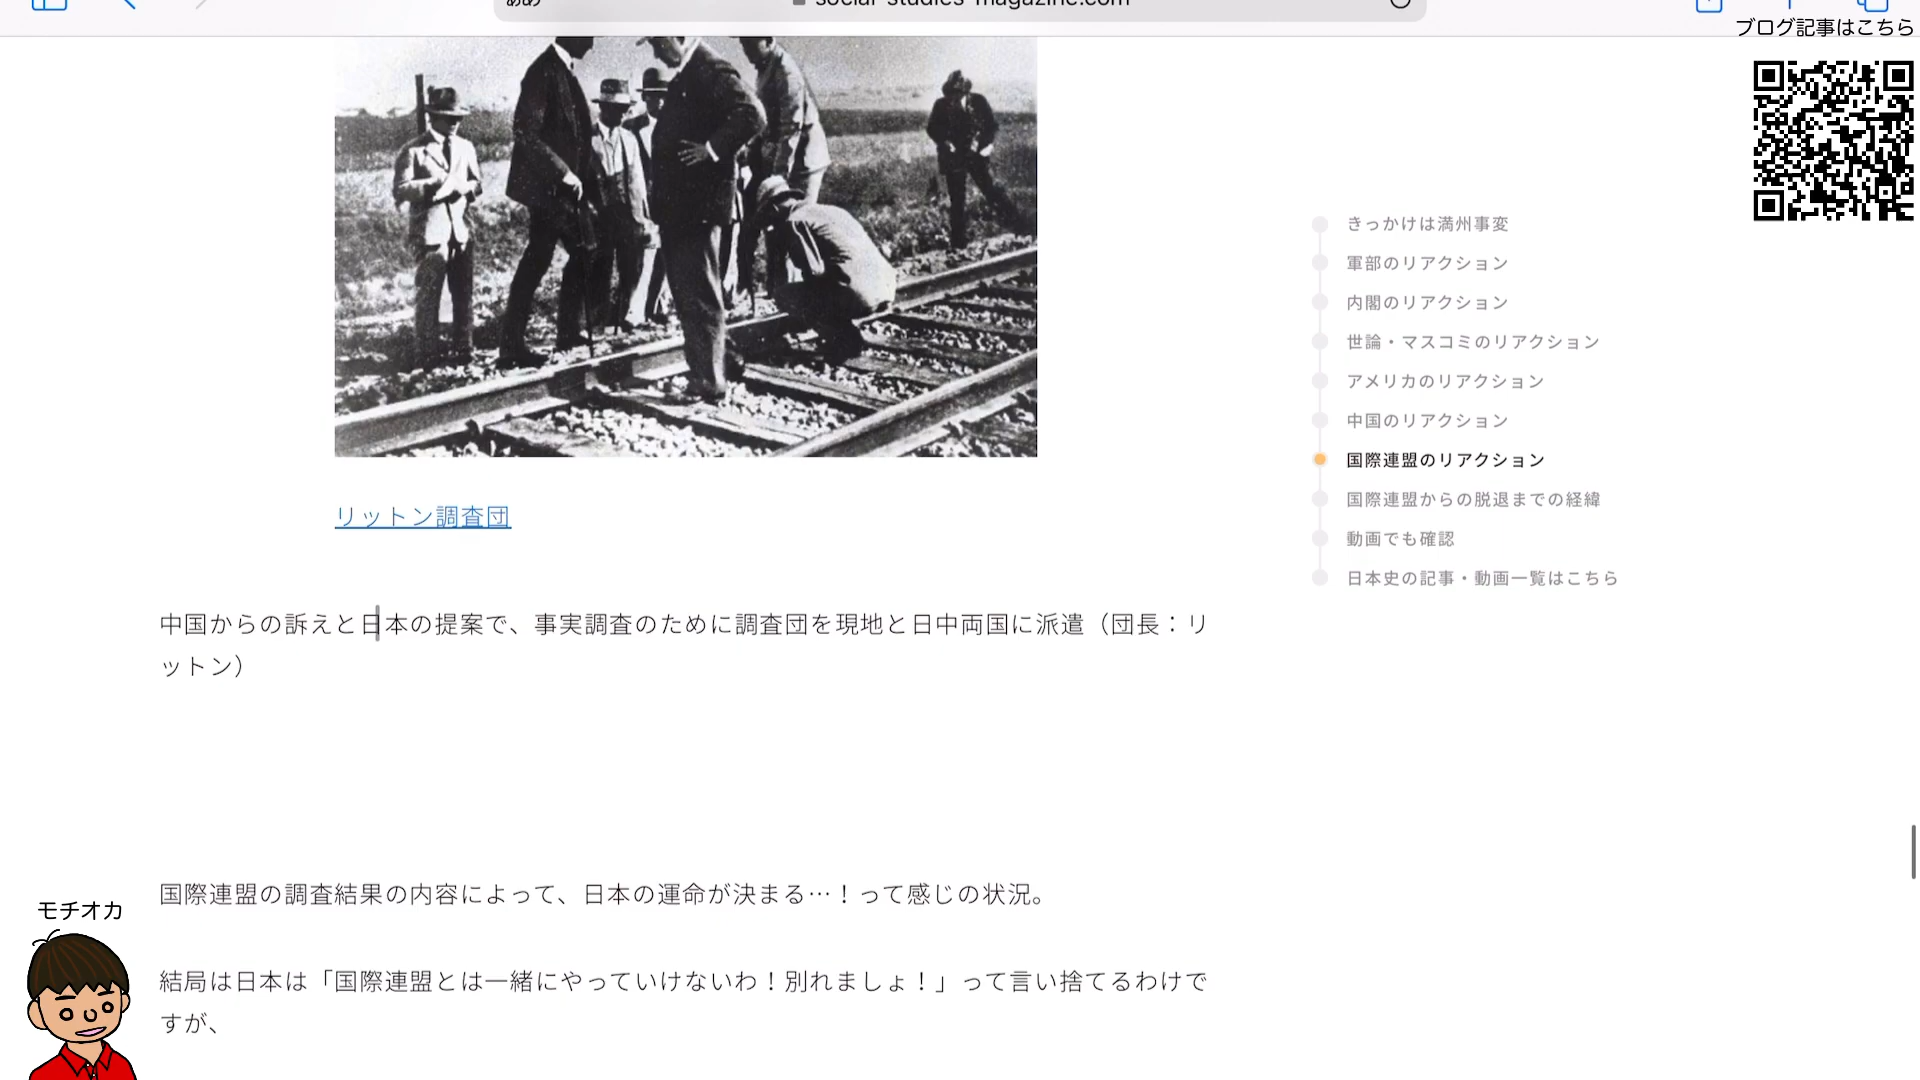 ああ
social-studies-magazine.com
ブログ記事はこちら
きっかけは満州事変
軍部のリアクション
内閣のリアクション
世論・マスコミのリアクション
アメリカのリアクション
中国のリアクション
国際連盟のリアクション
国際連盟からの脱退までの経緯
動画でも確認
日本史の記事・動画一覧はこちら
リットン調査団
中国からの訴えと日本の提案で、事実調査のために調査団を現地と日中両国に派遣（団長：リ
ットン）
国際連盟の調査結果の内容によって、日本の運命が決まる…！って感じの状況。
モチオカ
結局は日本は「国際連盟とは一緒にやっていけないわ！別れましょ！」って言い捨てるわけで
すが、